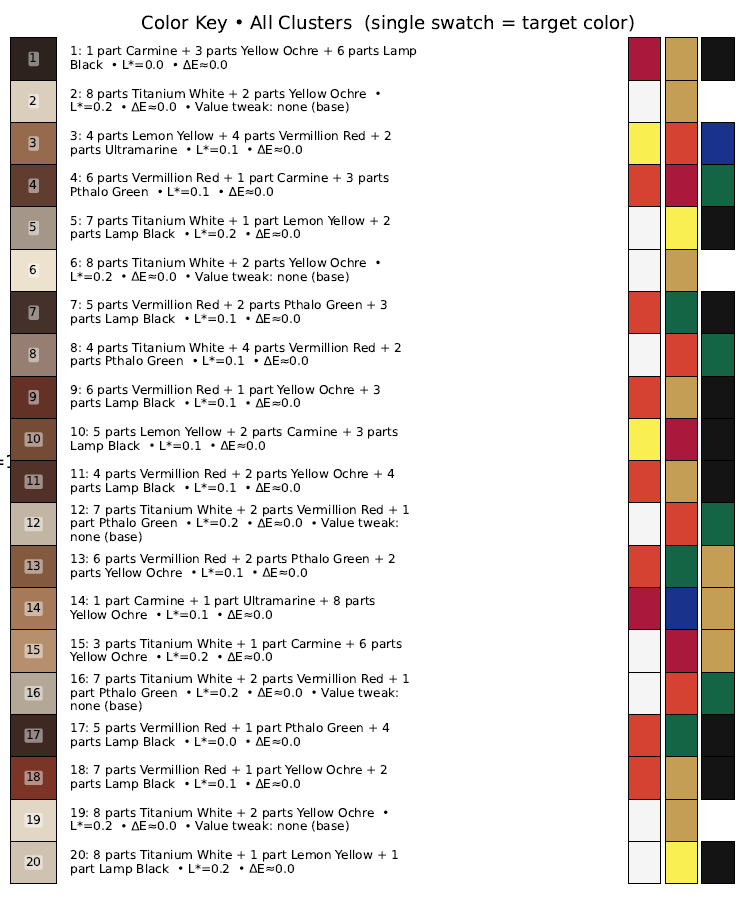 Color Key • All Clusters (single swatch = target color)
1
1: 1 part Carmine + 3 parts Yellow Ochre + 6 parts Lamp
Black • L*=0.0 • ΔE≈0.0
2
2: 8 parts Titanium White + 2 parts Yellow Ochre •
L*=0.2 • ΔE≈0.0 • Value tweak: none (base)
3
3: 4 parts Lemon Yellow + 4 parts Vermillion Red + 2
parts Ultramarine • L*=0.1 • ΔE≈0.0
4
4: 6 parts Vermillion Red + 1 part Carmine + 3 parts
Pthalo Green • L*=0.1 • ΔE≈0.0
5
5: 7 parts Titanium White + 1 part Lemon Yellow + 2
parts Lamp Black • L*=0.2 • ΔE≈0.0
6
6: 8 parts Titanium White + 2 parts Yellow Ochre •
L*=0.2 • ΔE≈0.0 • Value tweak: none (base)
7
7: 5 parts Vermillion Red + 2 parts Pthalo Green + 3
parts Lamp Black • L*=0.1 • ΔE≈0.0
8
8: 4 parts Titanium White + 4 parts Vermillion Red + 2
parts Pthalo Green • L*=0.1 • ΔE≈0.0
9
9: 6 parts Vermillion Red + 1 part Yellow Ochre + 3
parts Lamp Black • L*=0.1 • ΔE≈0.0
10
10: 5 parts Lemon Yellow + 2 parts Carmine + 3 parts
Lamp Black • L*=0.1 • ΔE≈0.0
11
11: 4 parts Vermillion Red + 2 parts Yellow Ochre + 4
parts Lamp Black • L*=0.1 • ΔE≈0.0
12
12: 7 parts Titanium White + 2 parts Vermillion Red + 1
part Pthalo Green • L*=0.2 • ΔE≈0.0 • Value tweak:
none (base)
13
13: 6 parts Vermillion Red + 2 parts Pthalo Green + 2
parts Yellow Ochre • L*=0.1 • ΔE≈0.0
14
14: 1 part Carmine + 1 part Ultramarine + 8 parts
Yellow Ochre • L*=0.1 • ΔE≈0.0
15
15: 3 parts Titanium White + 1 part Carmine + 6 parts
Yellow Ochre • L*=0.2 • ΔE≈0.0
16
16: 7 parts Titanium White + 2 parts Vermillion Red + 1
part Pthalo Green • L*=0.2 • ΔE≈0.0 • Value tweak:
none (base)
17
17: 5 parts Vermillion Red + 1 part Pthalo Green + 4
parts Lamp Black • L*=0.0 • ΔE≈0.0
18
18: 7 parts Vermillion Red + 1 part Yellow Ochre + 2
parts Lamp Black • L*=0.1 • ΔE≈0.0
19
19: 8 parts Titanium White + 2 parts Yellow Ochre •
L*=0.2 • ΔE≈0.0 • Value tweak: none (base)
20
20: 8 parts Titanium White + 1 part Lemon Yellow + 1
part Lamp Black • L*=0.2 • ΔE≈0.0